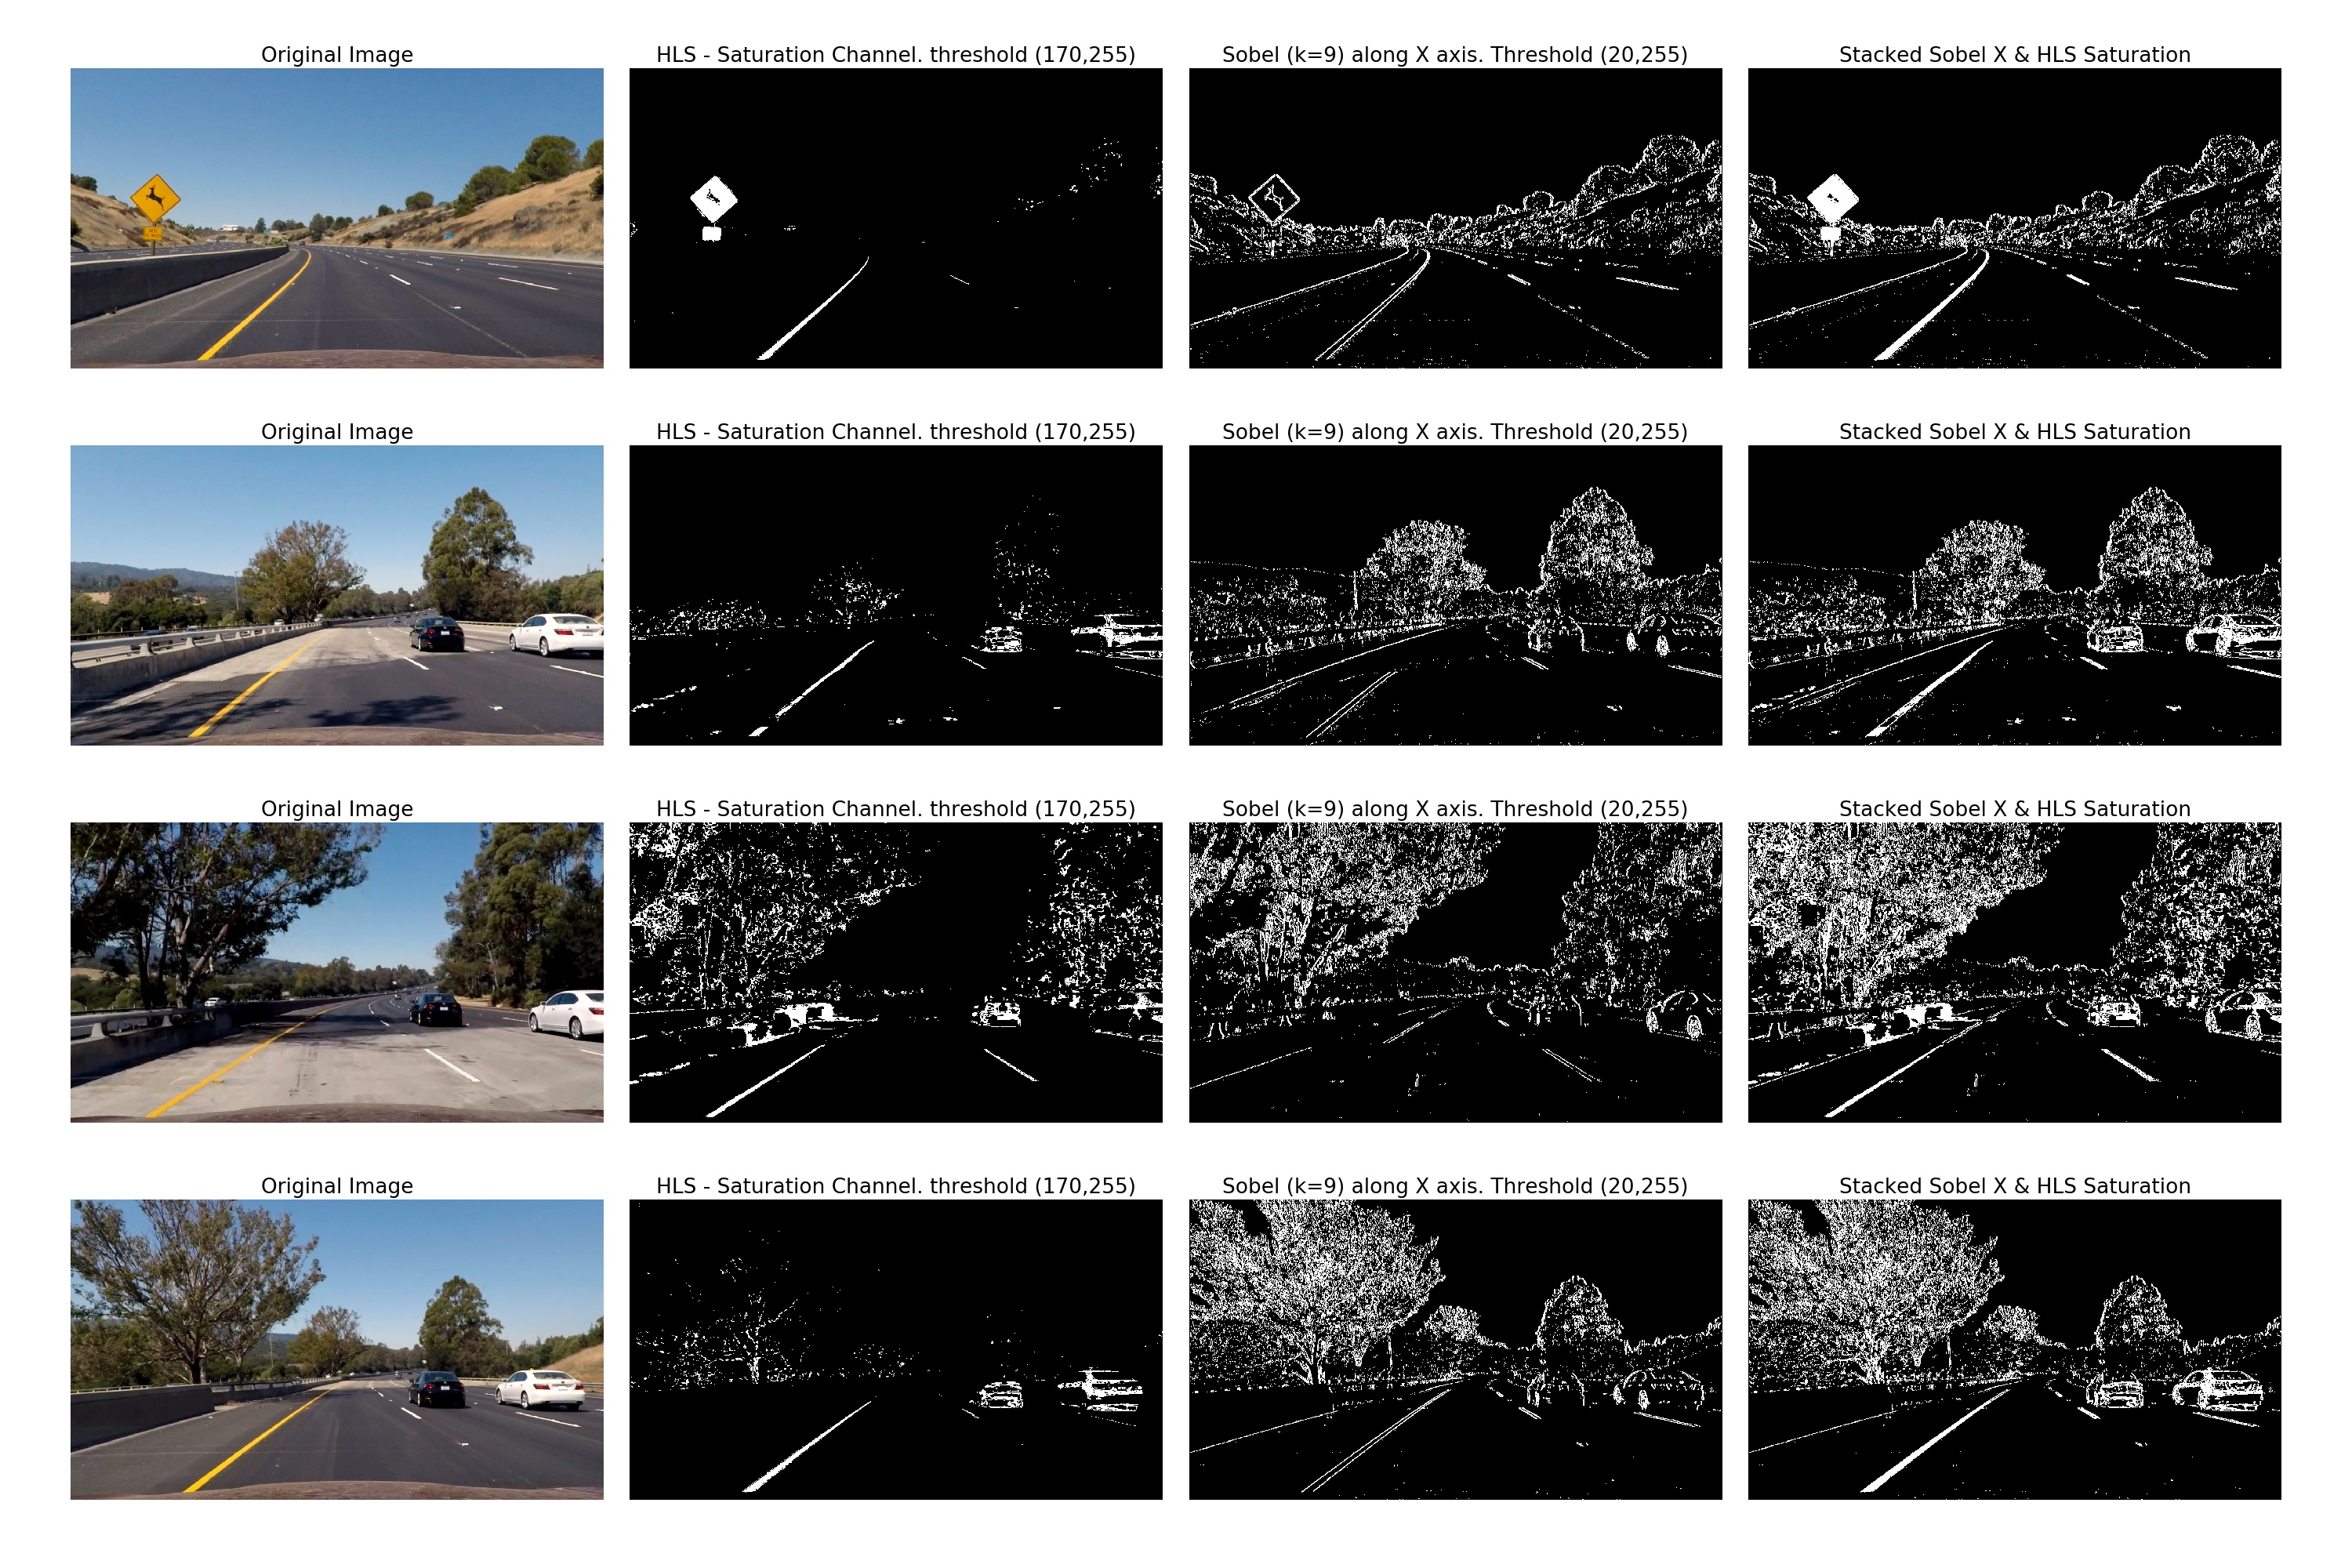 Original Image
HLS - Saturation Channel. threshold (170,255)
Sobel (k=9) along X axis. Threshold (20,255)
Stacked Sobel X & HLS Saturation
Original Image
HLS - Saturation Channel. threshold (170,255)
Sobel (k=9) along X axis. Threshold (20,255)
Stacked Sobel X & HLS Saturation
Original Image
HLS - Saturation Channel. threshold (170,255)
Sobel (k=9) along X axis. Threshold (20,255)
Stacked Sobel X & HLS Saturation
Original Image
HLS - Saturation Channel. threshold (170,255)
Sobel (k=9) along X axis. Threshold (20,255)
Stacked Sobel X & HLS Saturation